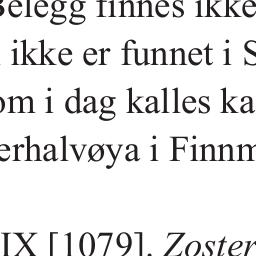 Belegg finnes ikke
ikke er funnet i S
om i dag kalles ka
erhalvøya i Finnm
IX [1079]. Zoster